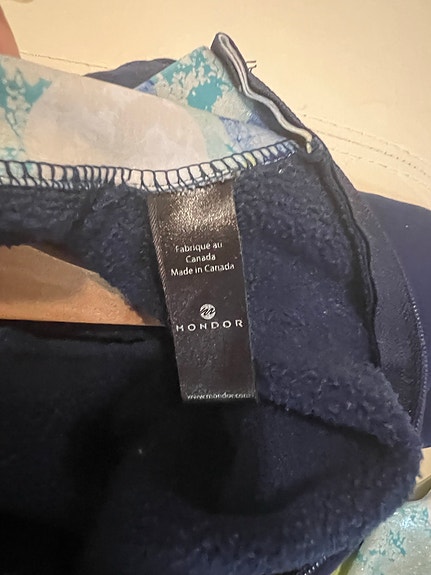 Fabriqué au
Canada
Made in Canada
MONDOR
www.mondor.com